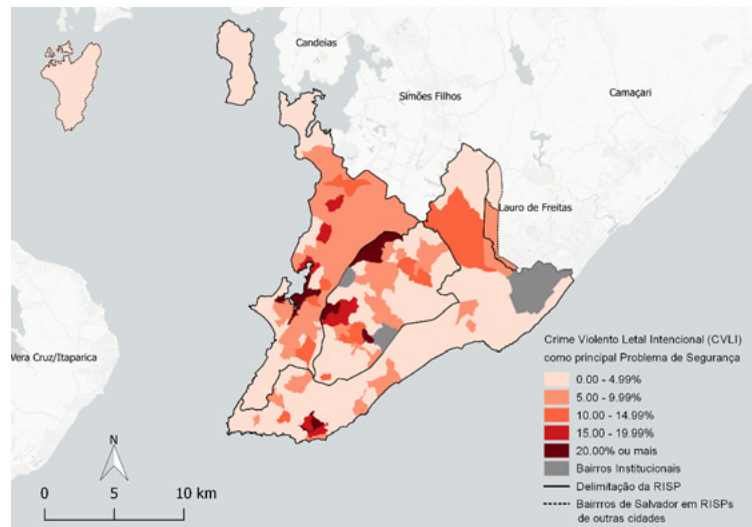 Candeias
Simões Filhos
Camaçari
Lauro de Freitas
Vera Cruz/Itaparica
Crime Violento Letal Intencional (CVLI)
como principal Problema de Segurança
0.00 - 4.99%
5.00 - 9.99%
10.00 - 14.99%
15.00 - 19.99%
20.00% ou mais
Bairros Institucionais
Delimitação da RISP
Bairrros de Salvador em RISPs
de outras cidades
N
0 5 10 km